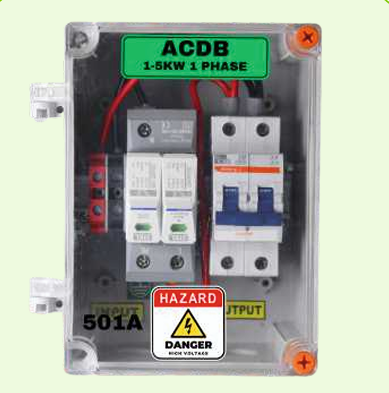 ACDB
1-5KW 1 PHASE
INPUT
OUTPUT
501A
HAZARD
DANGER
HIGH VOLTAGE